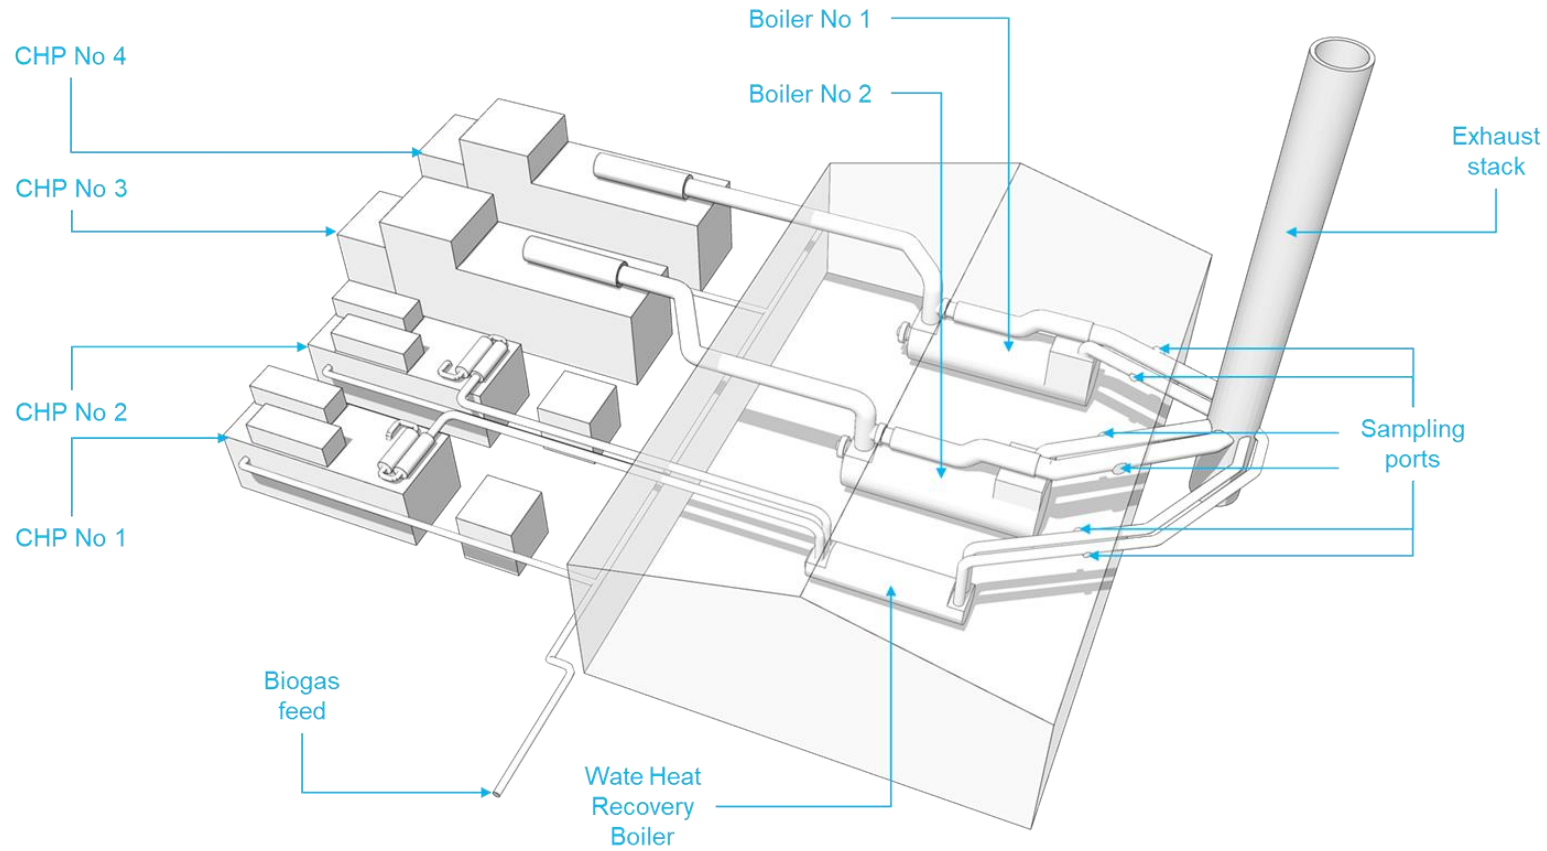 Boiler No 1
CHP No 4
Boiler No 2
Exhaust
stack
CHP No 3
CHP No 2
Sampling
ports
CHP No 1
Biogas
feed
Wate Heat
Recovery
Boiler